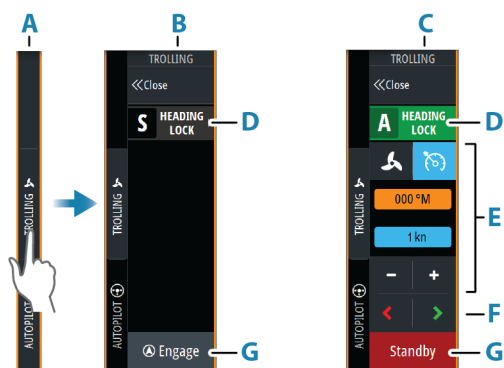 A
B
C
TROLLING
AUTOPILOT
TROLLING
Close
S HEADING LOCK
D
TROLLING
AUTOPILOT
Engage
G
TROLLING
Close
A HEADING LOCK
D
000 °M
1 kn
E
- +
< >
F
TROLLING
AUTOPILOT
Standby
G